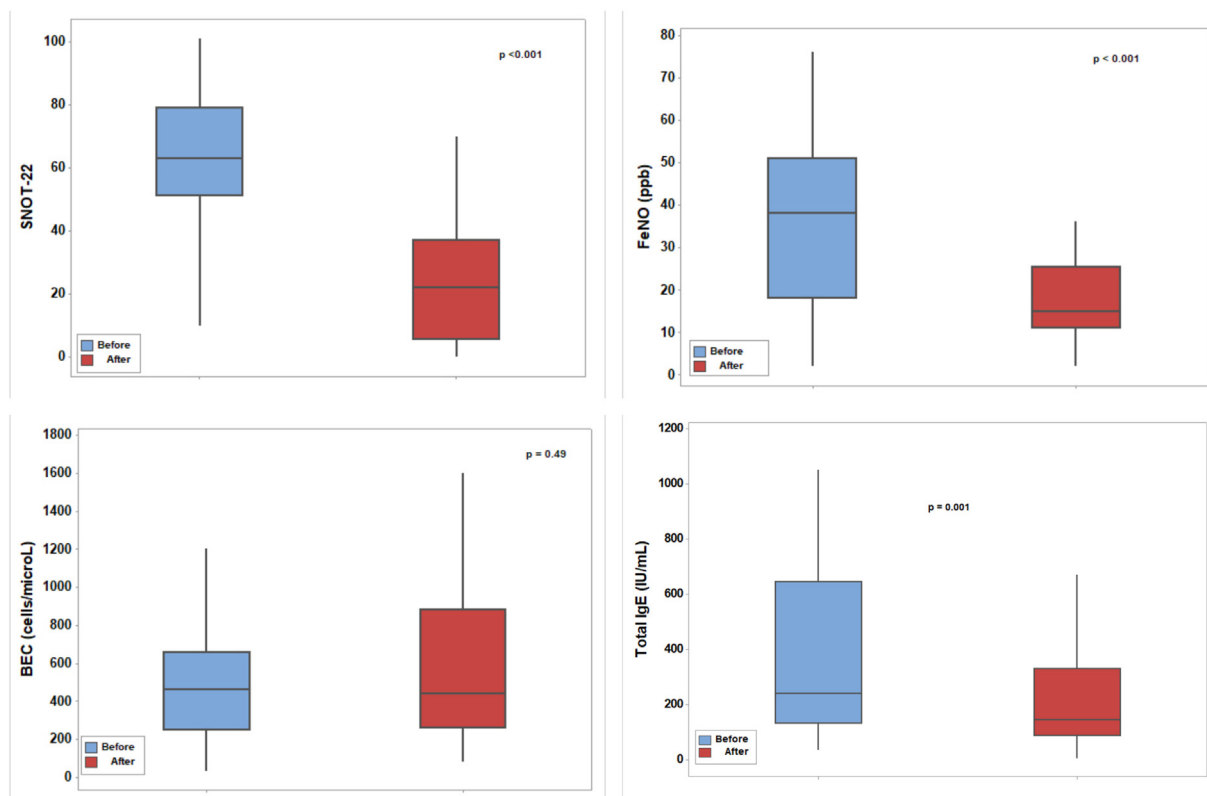 100
80
60
40
20
0
SNOT-22
p <0.001
Before
After
80
70
60
50
40
30
20
10
0
FeNO (ppb)
p < 0.001
Before
After
1800
1600
1400
1200
1000
800
600
400
200
0
BEC (cells/microL)
p = 0.49
Before
After
1200
1000
800
600
400
200
0
Total IgE (IU/mL)
p = 0.001
Before
After